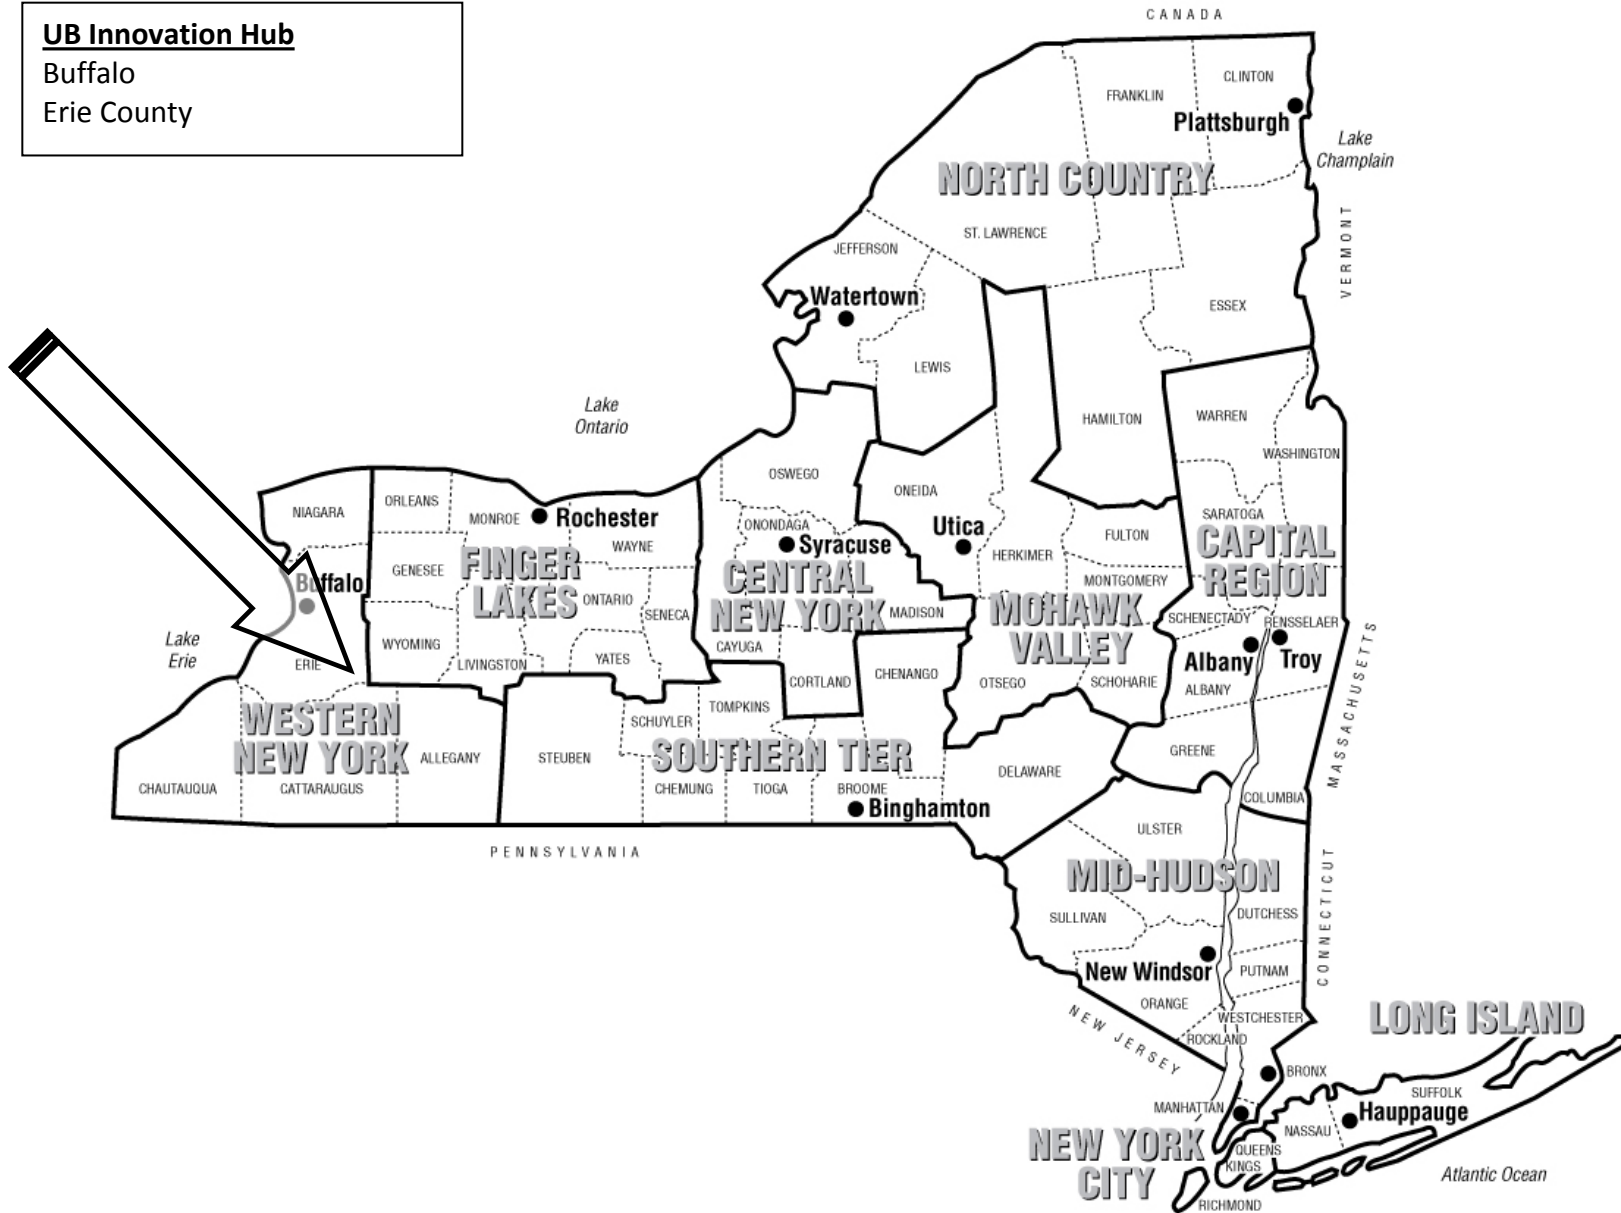 UB Innovation Hub
Buffalo
Erie County
CANADA
CLINTON
FRANKLIN
Plattsburgh
Lake
Champlain
NORTH COUNTRY
VERMONT
ST. LAWRENCE
JEFFERSON
Watertown
ESSEX
LEWIS
Lake
Ontario
HAMILTON
WARREN
WASHINGTON
OSWEGO
ONEIDA
ORLEANS
NIAGARA
MONROE
Rochester
ONONDAGA
Syracuse
Utica
SARATOGA
FULTON
CAPITAL
REGION
WAYNE
HERKIMER
FINGER
LAKES
GENESEE
CENTRAL
NEW YORK
MONTGOMERY
Buffalo
ONTARIO
SENECA
MADISON
MOHAWK
VALLEY
SCHENECTADY
RENSSELAER
Lake
Erie
ERIE
WYOMING
LIVINGSTON
YATES
CAYUGA
CORTLAND
CHENANGO
OTSEGO
SCHOHARIE
Albany
Troy
ALBANY
MASSACHUSETTS
WESTERN
NEW YORK
ALLEGANY
STEUBEN
SCHUYLER
TOMPKINS
SOUTHERN TIER
GREENE
DELAWARE
CHAUTAUQUA
CATTARAUGUS
CHEMUNG
TIOGA
BROOME
Binghamton
COLUMBIA
PENNSYLVANIA
ULSTER
MID-HUDSON
SULLIVAN
DUTCHESS
CONNECTICUT
New Windsor
PUTNAM
ORANGE
WESTCHESTER
ROCKLAND
NEW JERSEY
LONG ISLAND
BRONX
SUFFOLK
MANHATTAN
Hauppauge
NASSAU
NEW YORK
CITY
QUEENS
KINGS
Atlantic Ocean
RICHMOND